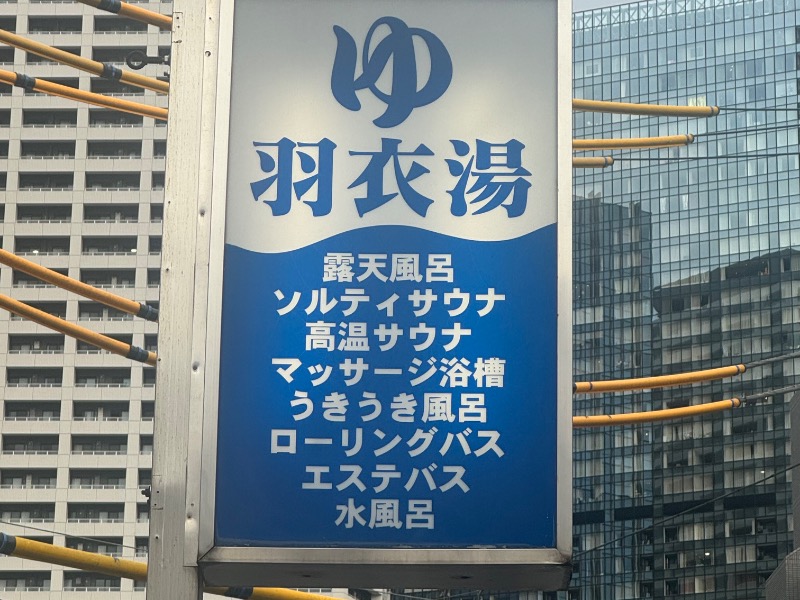 ゆ
羽衣湯
露天風呂
ソルティサウナ
高温サウナ
マッサージ浴槽
うきうき風呂
ローリングバス
エステバス
水風呂